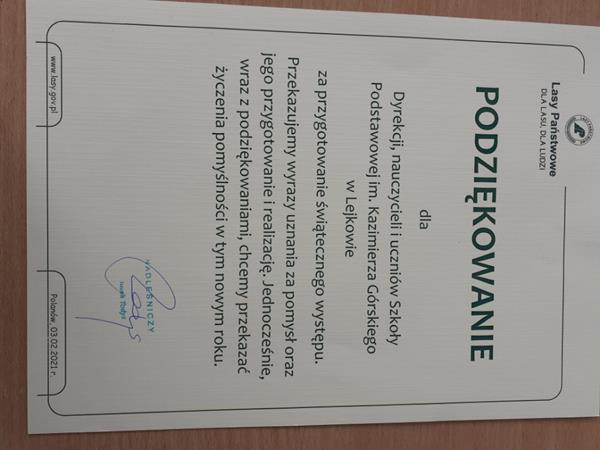 Lasy Państwowe
DLA LASU, DLA LUDZI
PODZIĘKOWANIE
dla
Dyrekcji, nauczycieli i uczniów Szkoły
Podstawowej im. Kazimierza Górskiego
w Lejkowie
za przygotowanie świątecznego występu.
Przekazujemy wyrazy uznania za pomysł oraz
jego przygotowanie i realizację. Jednocześnie,
wraz z podziękowaniami, chcemy przekazać
życzenia pomyślności w tym nowym roku.
NADLEŚNICZY
Jacek Todys
www.lasy.gov.pl
Polanów, 03.02.2021 r.